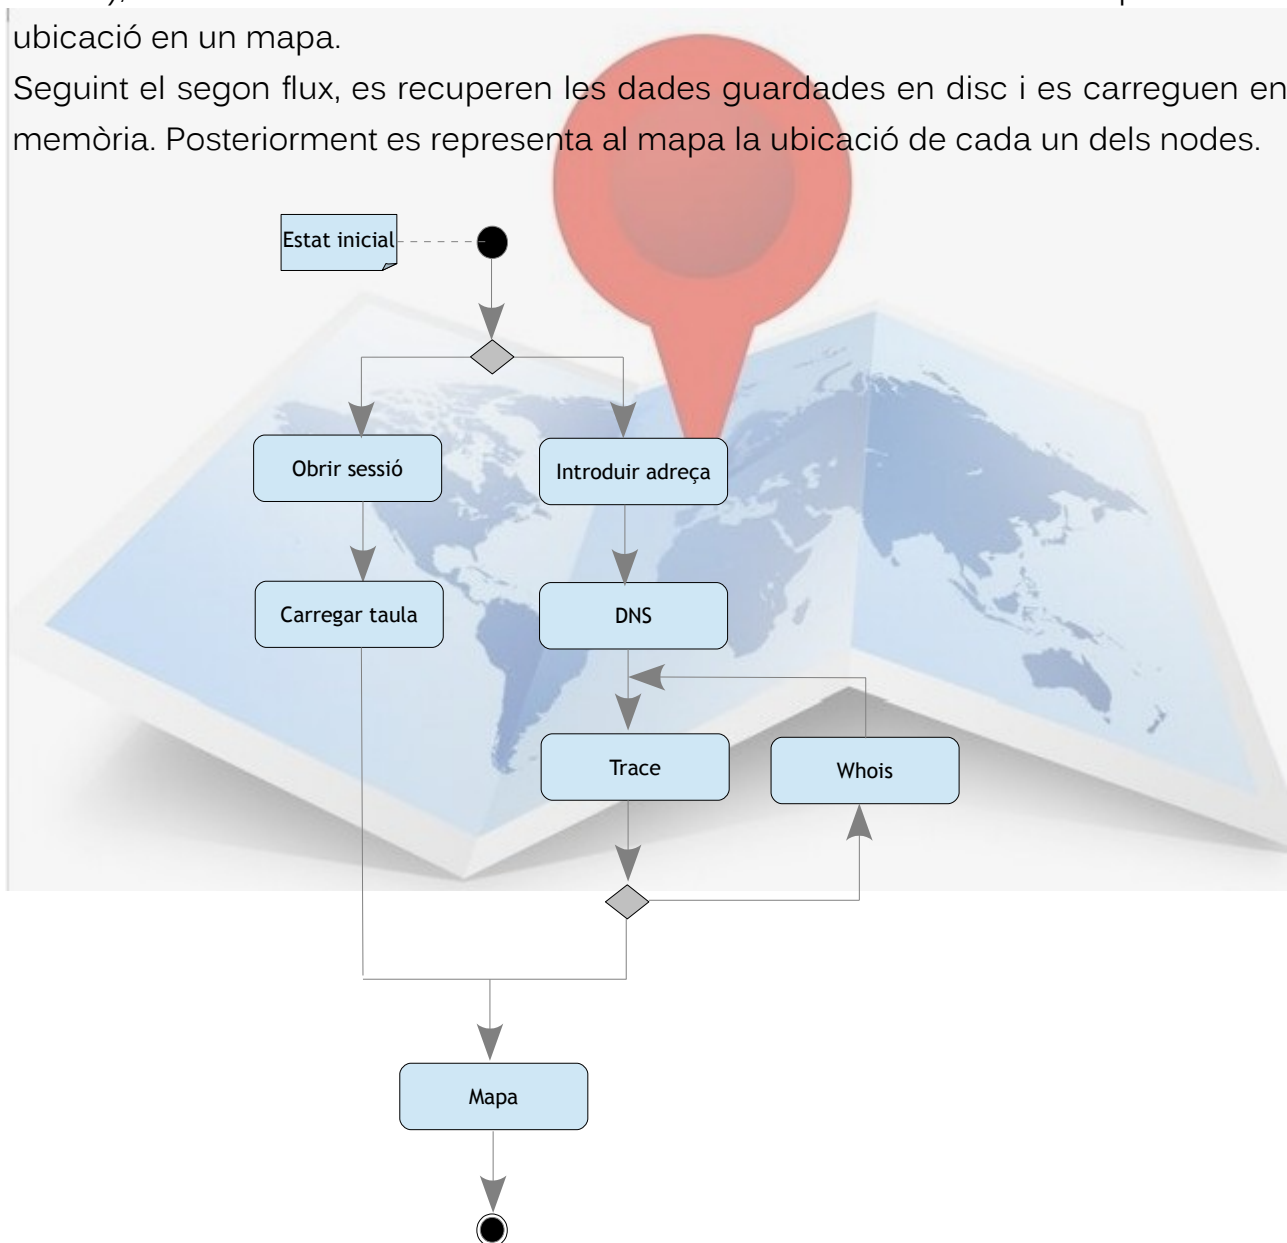 ubicació en un mapa.
Seguint el segon flux, es recuperen les dades guardades en disc i es carreguen en
memòria. Posteriorment es representa al mapa la ubicació de cada un dels nodes.
Estat inicial
Obrir sessió
Introduir adreça
Carregar taula
DNS
Trace
Whois
Mapa